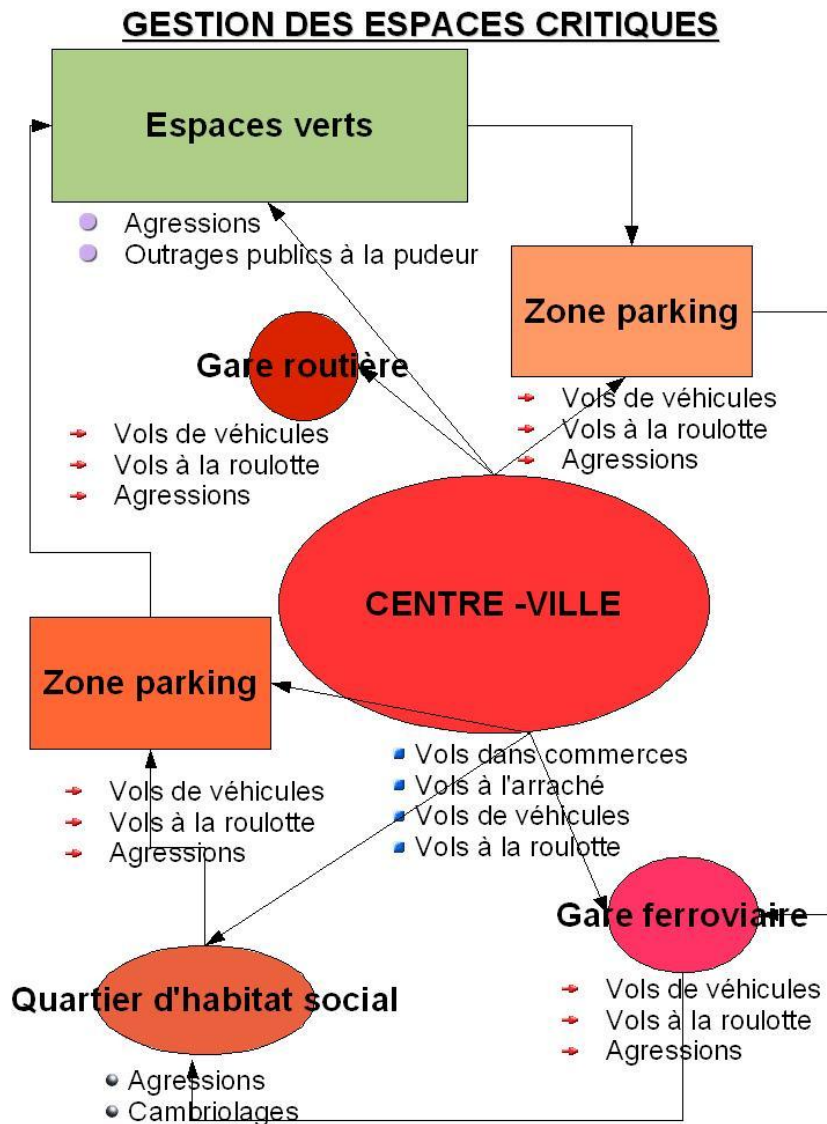 GESTION DES ESPACES CRITIQUES
Espaces verts
Agressions
Outrages publics à la pudeur
Zone parking
Vols de véhicules
Vols à la roulotte
Agressions
Gare routière
Vols de véhicules
Vols à la roulotte
Agressions
CENTRE -VILLE
Vols dans commerces
Vols à l'arraché
Vols de véhicules
Vols à la roulotte
Zone parking
Vols de véhicules
Vols à la roulotte
Agressions
Gare ferroviaire
Vols de véhicules
Vols à la roulotte
Agressions
Quartier d'habitat social
Agressions
Cambriolages